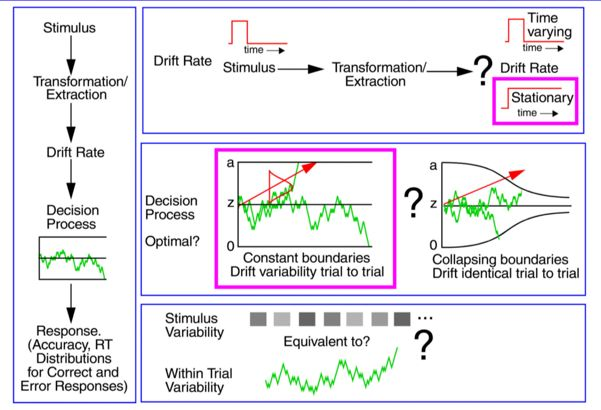 Stimulus
Transformation/
Extraction
Drift Rate
Decision
Process
Response.
(Accuracy, RT
Distributions
for Correct and
Error Responses)
Drift Rate
time
Stimulus
Transformation/
Extraction
?
Time
varying
time
Drift Rate
Stationary
time
Decision
Process
Optimal?
a
z
0
Constant boundaries
Drift variability trial to trial
?
a
z
0
Collapsing boundaries
Drift identical trial to trial
Stimulus
Variability
...
Equivalent to?
?
Within Trial
Variability